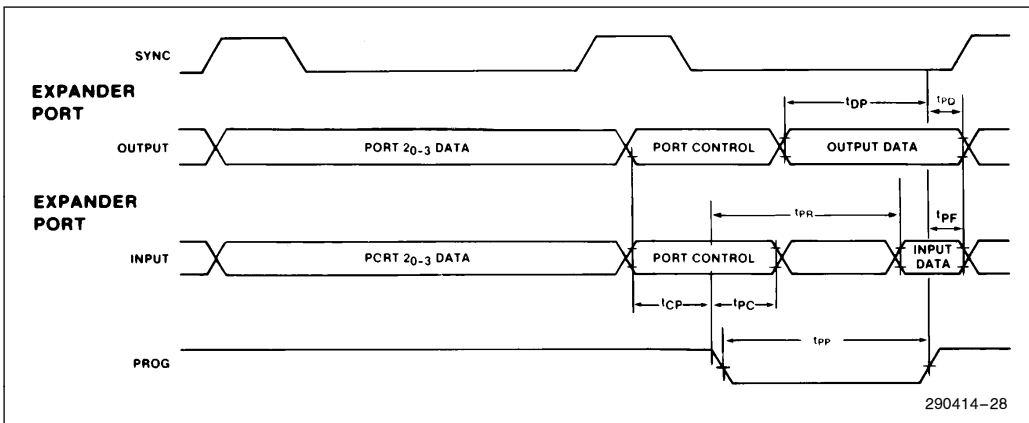 SYNC
EXPANDER
PORT
tDP
tPD
OUTPUT
PORT 20-3 DATA
PORT CONTROL
OUTPUT DATA
EXPANDER
PORT
tPR
tPF
INPUT
PCRT 20-3 DATA
PORT CONTROL
INPUT
DATA
tCP
tPC
tPP
PROG
290414-28